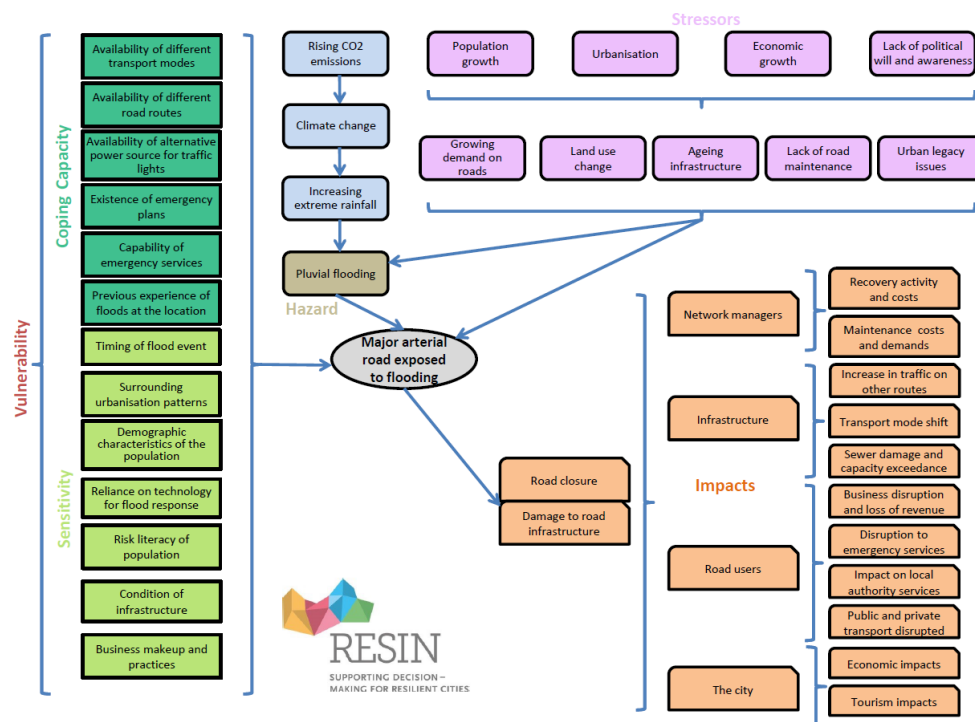 Stressors
Vulnerability
Coping Capacity
Sensitivity
Availability of different
transport modes
Availability of different
road routes
Availability of alternative
power source for traffic
lights
Existence of emergency
plans
Capability of
emergency services
Previous experience of
floods at the location
Timing of flood event
Surrounding
urbanisation patterns
Demographic
characteristics of the
population
Reliance on technology
for flood response
Risk literacy of
population
Condition of
infrastructure
Business makeup and
practices
Rising CO2
emissions
Climate change
Increasing
extreme rainfall
Pluvial flooding
Hazard
Population
growth
Urbanisation
Economic
growth
Lack of political
will and awareness
Growing
demand on
roads
Land use
change
Ageing
infrastructure
Lack of road
maintenance
Urban legacy
issues
Major arterial
road exposed
to flooding
Road closure
Damage to road
infrastructure
Impacts
Network managers
Recovery activity
and costs
Maintenance costs
and demands
Infrastructure
Increase in traffic on
other routes
Transport mode shift
Sewer damage and
capacity exceedance
Road users
Business disruption
and loss of revenue
Disruption to
emergency services
Impact on local
authority services
Public and private
transport disrupted
The city
Economic impacts
Tourism impacts
RESIN
SUPPORTING DECISION –
MAKING FOR RESILIENT CITIES